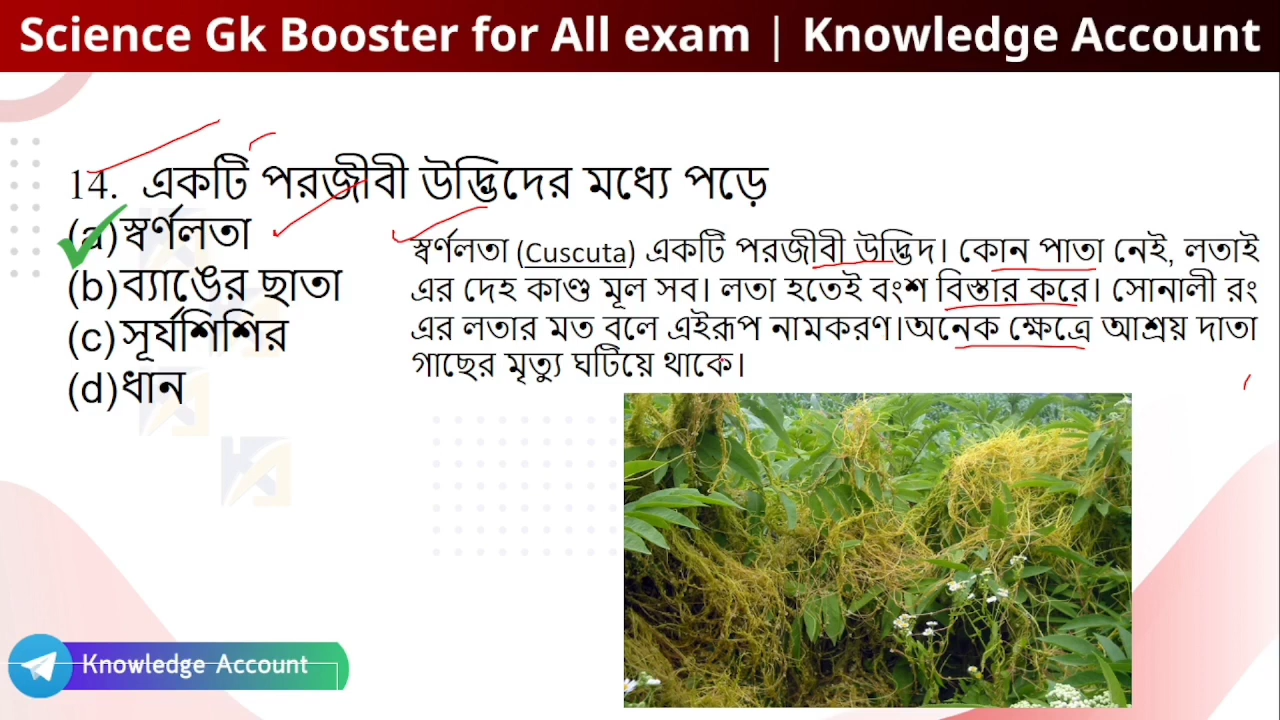 Science Gk Booster for All exam | Knowledge Account
14. একটি পরজীবী উদ্ভিদের মধ্যে পড়ে
(a)স্বর্ণলতা
(b)ব্যাঙের ছাতা
(c)সূর্যশিশির
(d)ধান
স্বর্ণলতা (Cuscuta) একটি পরজীবী উদ্ভিদ। কোন পাতা নেই, লতাই
এর দেহ কাণ্ড মূল সব। লতা হতেই বংশ বিস্তার করে। সোনালী রং
এর লতার মত বলে এইরূপ নামকরণ।অনেক ক্ষেত্রে আশ্রয় দাতা
গাছের মৃত্যু ঘটিয়ে থাকে।
Knowledge Account